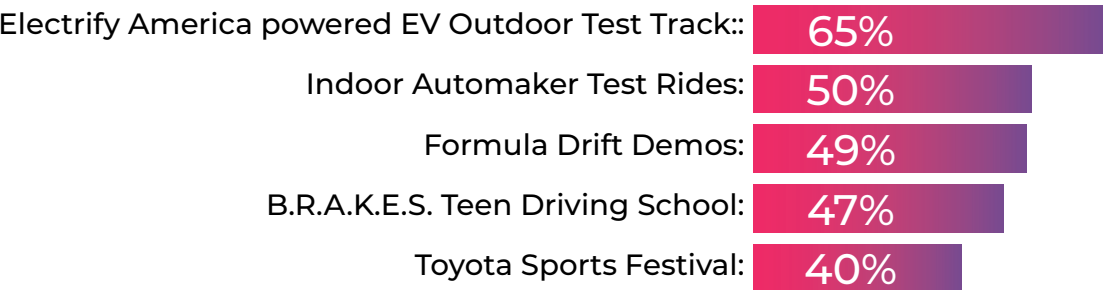 Electrify America powered EV Outdoor Test Track:: 65%
Indoor Automaker Test Rides: 50%
Formula Drift Demos: 49%
B.R.A.K.E.S. Teen Driving School: 47%
Toyota Sports Festival: 40%